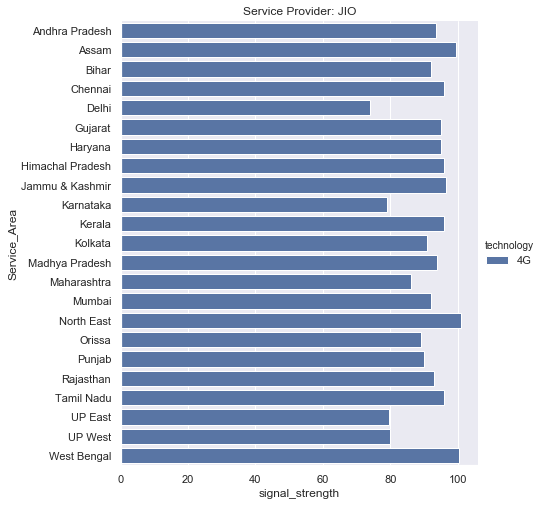 Service Provider: JIO
Andhra Pradesh
Assam
Bihar
Chennai
Delhi
Gujarat
Haryana
Himachal Pradesh
Jammu & Kashmir
Karnataka
Kerala
Kolkata
Madhya Pradesh
Maharashtra
Mumbai
North East
Orissa
Punjab
Rajasthan
Tamil Nadu
UP East
UP West
West Bengal
Service_Area
0 20 40 60 80 100
signal_strength
technology
4G